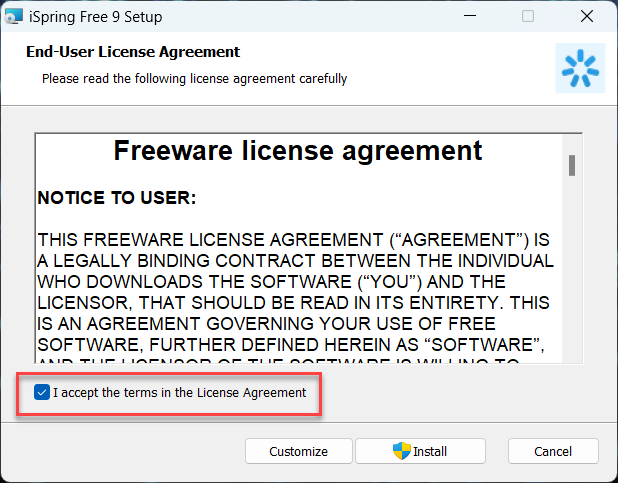 iSpring Free 9 Setup
End-User License Agreement
Please read the following license agreement carefully
Freeware license agreement
NOTICE TO USER:
THIS FREEWARE LICENSE AGREEMENT (“AGREEMENT”) IS
A LEGALLY BINDING CONTRACT BETWEEN THE INDIVIDUAL
WHO DOWNLOADS THE SOFTWARE (“YOU”) AND THE
LICENSOR, THAT SHOULD BE READ IN ITS ENTIRETY. THIS
IS AN AGREEMENT GOVERNING YOUR USE OF FREE
SOFTWARE, FURTHER DEFINED HEREIN AS “SOFTWARE”,
AND THE LICENSOR OF THE SOFTWARE IS WILLING TO
I accept the terms in the License Agreement
Customize
Install
Cancel